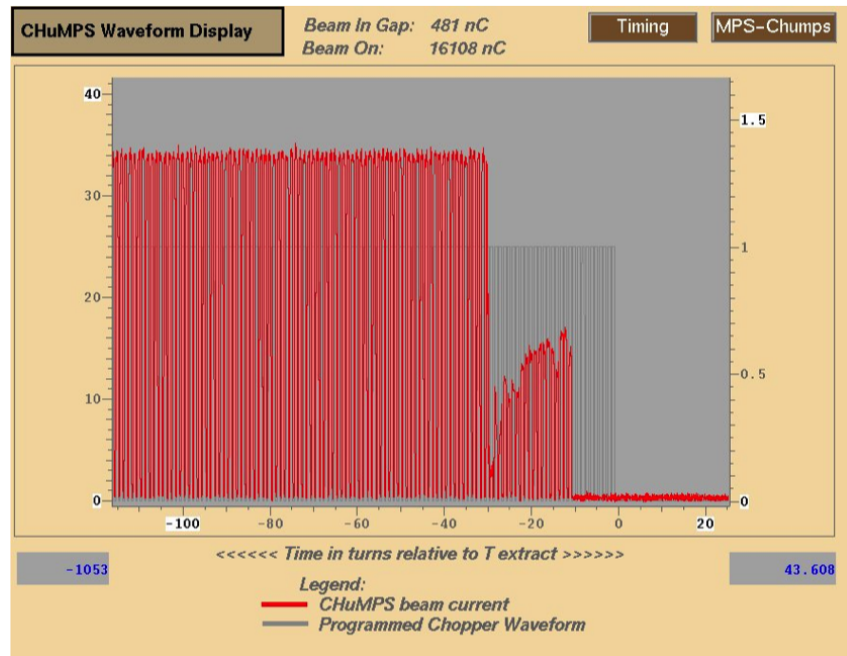 CHuMPS Waveform Display
Beam In Gap: 481 nC
Beam On: 16108 nC
Timing
MPS-Chumps
40
30
20
10
0
1.5
1
0.5
0
-100 -80 -60 -40 -20 0 20
<<<<<< Time in turns relative to T extract >>>>>>
-1053
43.608
Legend:
CHuMPS beam current
Programmed Chopper Waveform